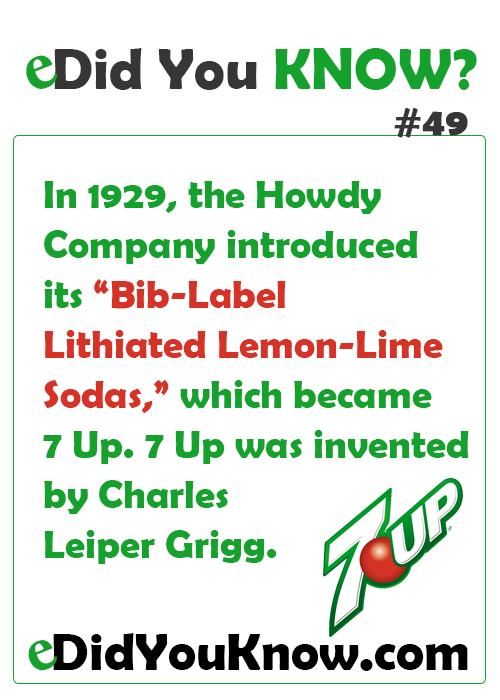 eDid You KNOW?
#49
In 1929, the Howdy
Company introduced
its “Bib-Label
Lithiated Lemon-Lime
Sodas,” which became
7 Up. 7 Up was invented
by Charles
Leiper Grigg.
7UP
eDidYouKnow.com